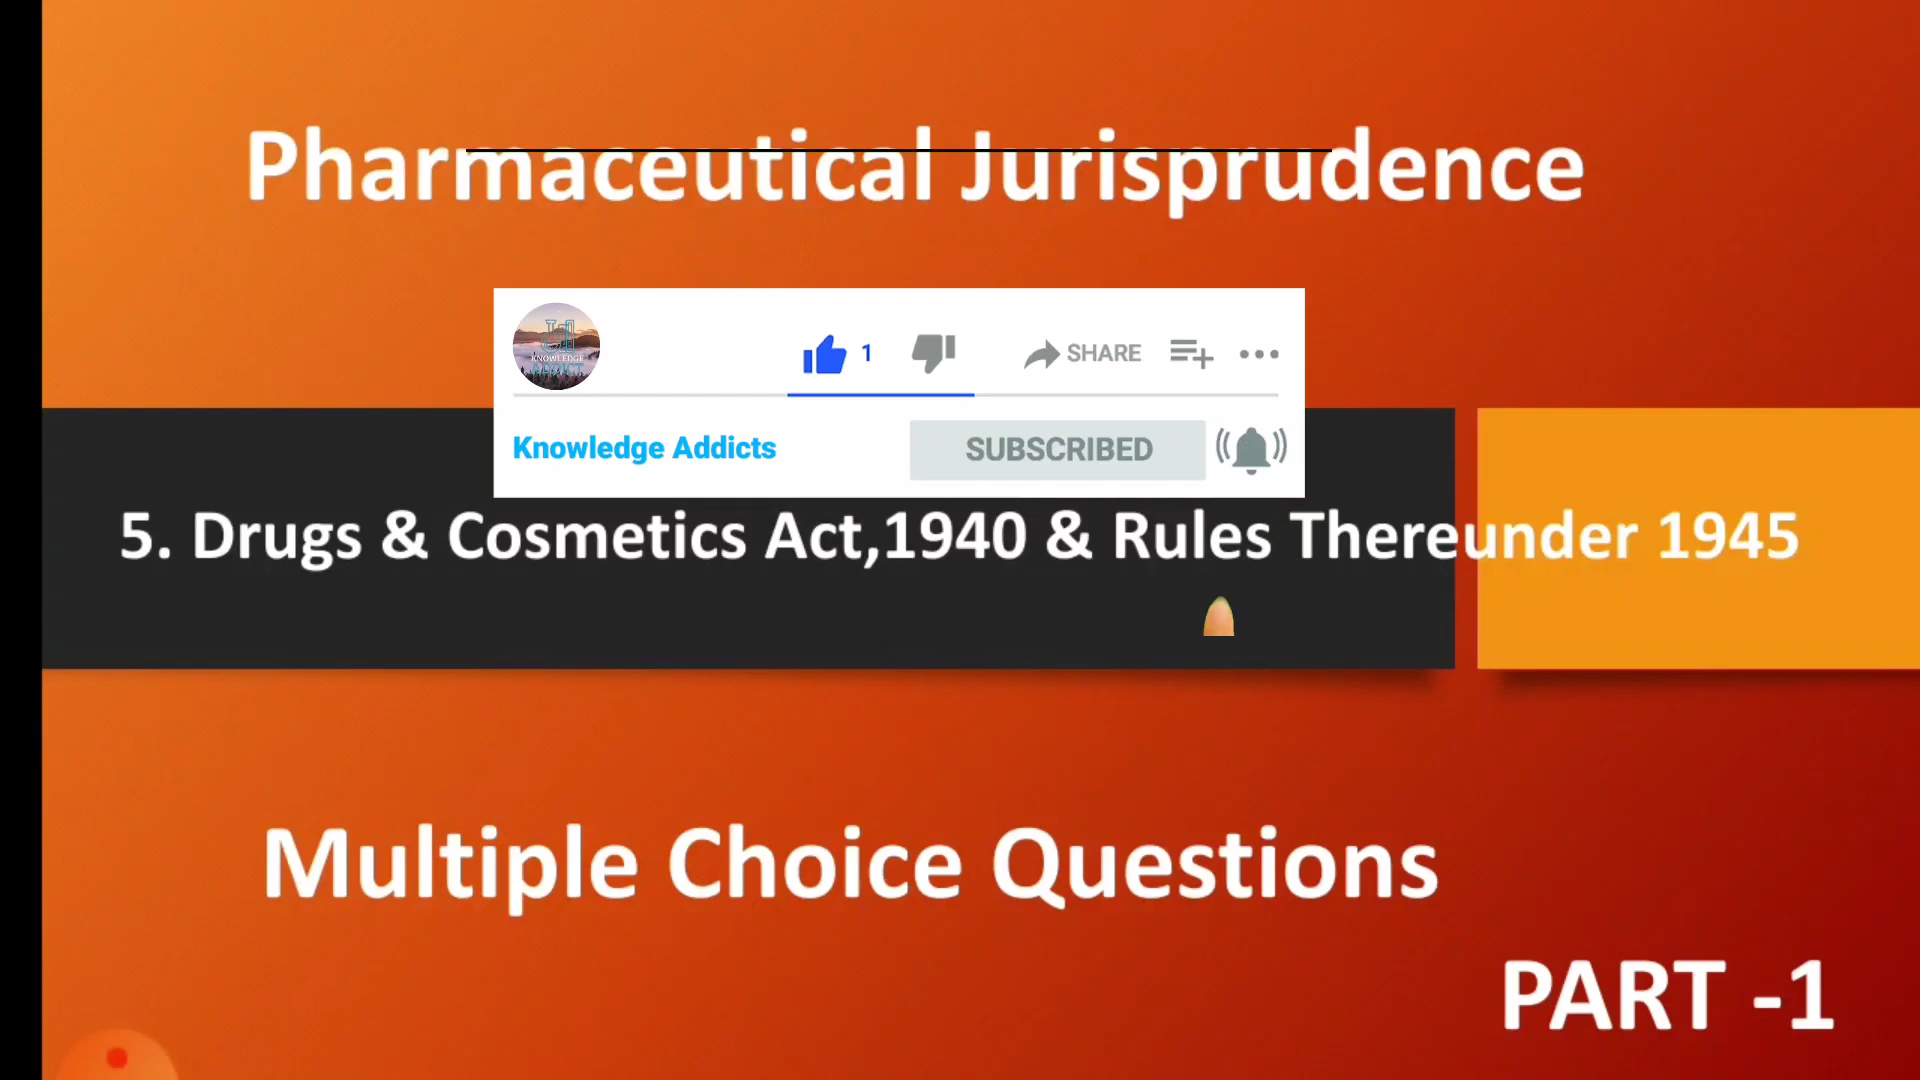 Pharmaceutical Jurisprudence
KNOWLEDGE
1
SHARE
Knowledge Addicts
SUBSCRIBED
5. Drugs & Cosmetics Act,1940 & Rules Thereunder 1945
Multiple Choice Questions
PART -1